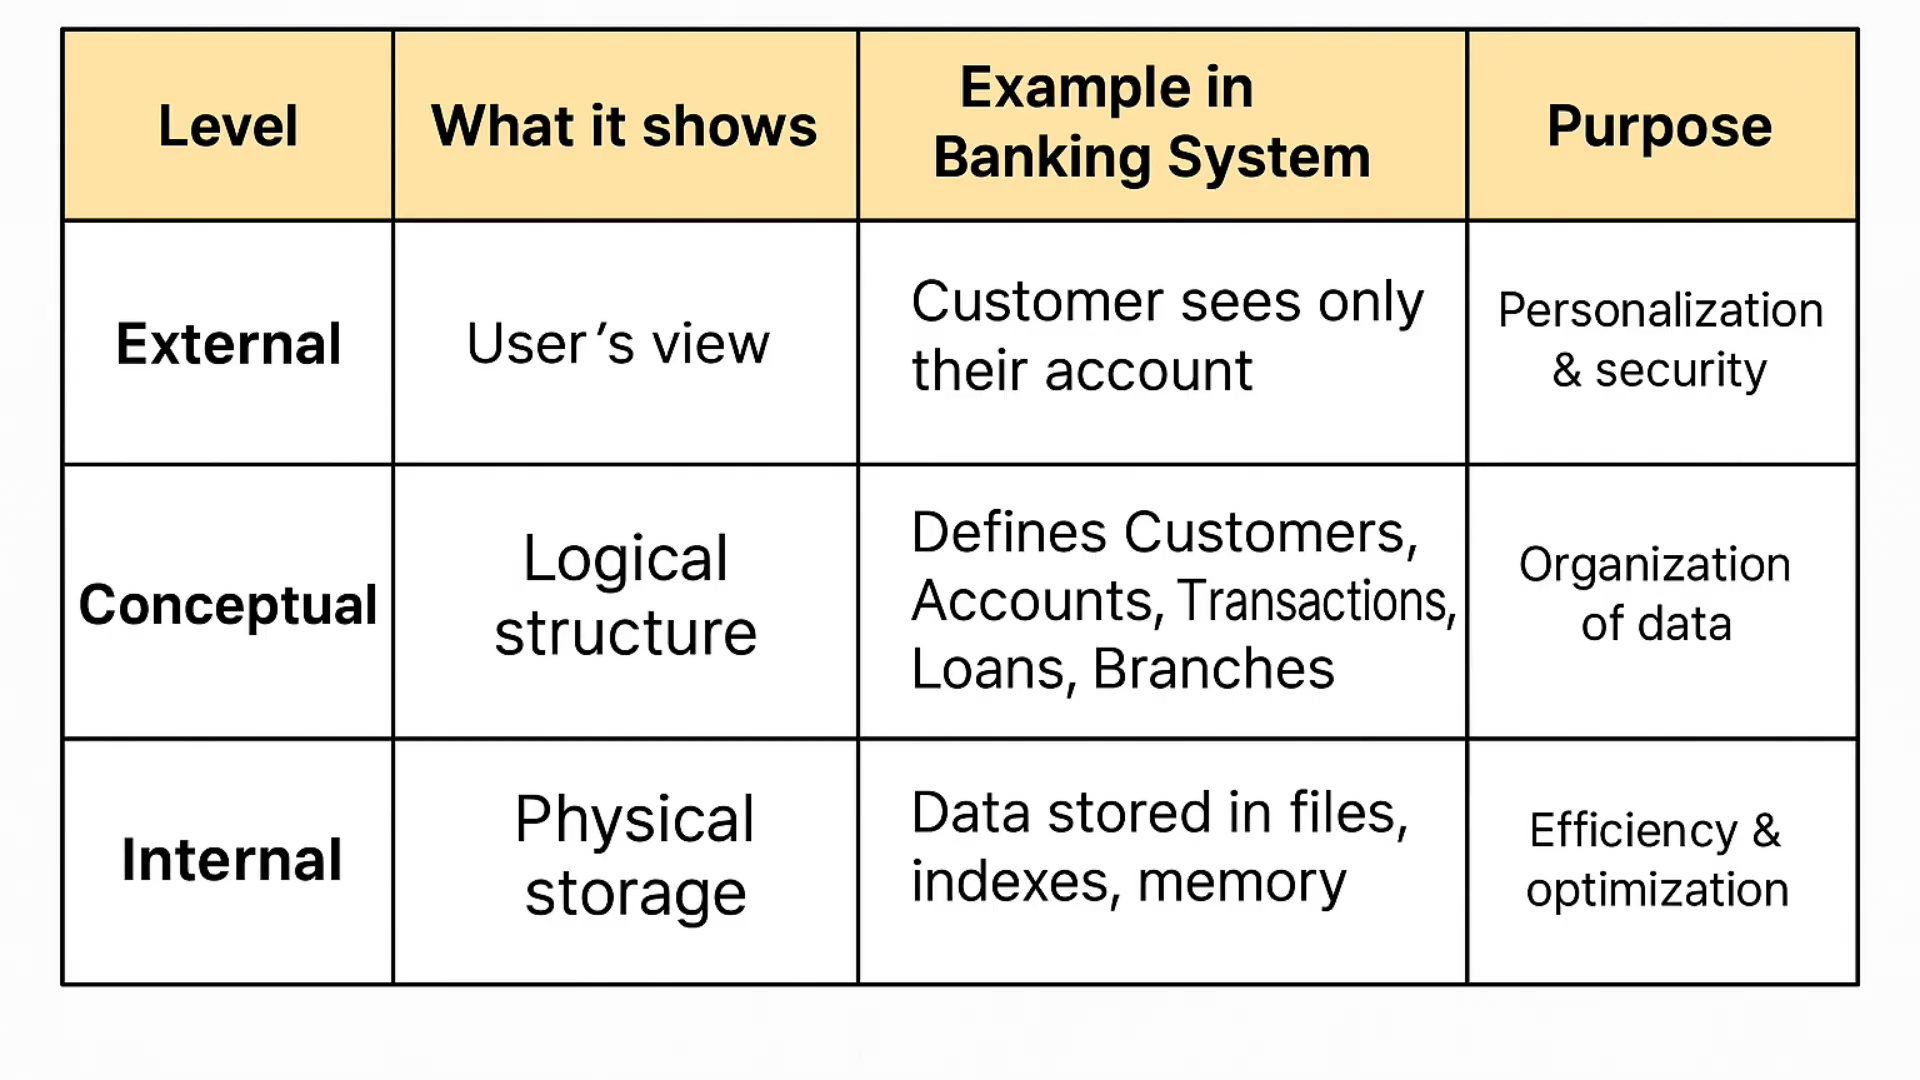 Level
What it shows
Example in
Banking System
Purpose
External
User's view
Customer sees only
their account
Personalization
& security
Conceptual
Logical
structure
Defines Customers,
Accounts, Transactions,
Loans, Branches
Organization
of data
Internal
Physical
storage
Data stored in files,
indexes, memory
Efficiency &
optimization